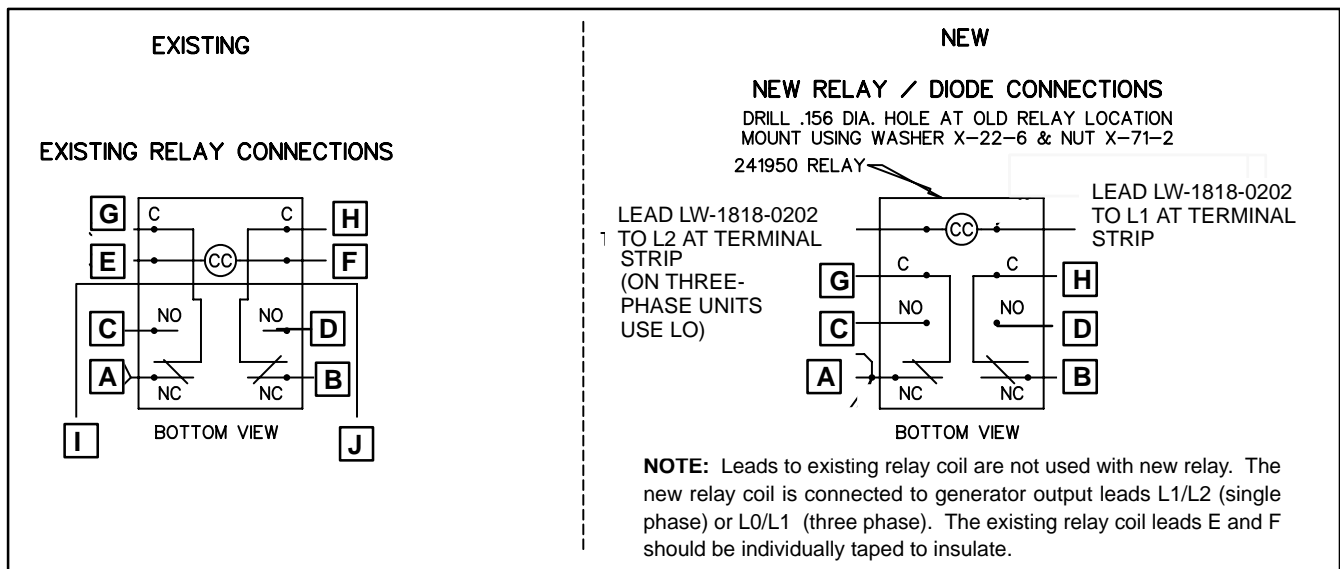 EXISTING
EXISTING RELAY CONNECTIONS
G C C H
E CC F
C NO NO D
A NC NC B
I BOTTOM VIEW J
NEW
NEW RELAY / DIODE CONNECTIONS
DRILL .156 DIA. HOLE AT OLD RELAY LOCATION
MOUNT USING WASHER X-22-6 & NUT X-71-2
241950 RELAY
LEAD LW-1818-0202
TO L2 AT TERMINAL
STRIP
(ON THREE-
PHASE UNITS
USE LO)
LEAD LW-1818-0202
TO L1 AT TERMINAL
STRIP
CC
G C C H
C NO NO D
A NC NC B
BOTTOM VIEW
NOTE: Leads to existing relay coil are not used with new relay. The
new relay coil is connected to generator output leads L1/L2 (single
phase) or L0/L1 (three phase). The existing relay coil leads E and F
should be individually taped to insulate.